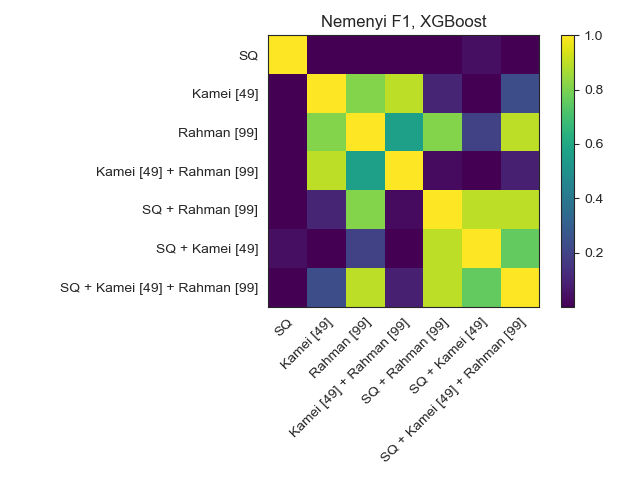 Nemenyi F1, XGBoost
SQ
Kamei [49]
Rahman [99]
Kamei [49] + Rahman [99]
SQ + Rahman [99]
SQ + Kamei [49]
SQ + Kamei [49] + Rahman [99]
SQ
Kamei [49]
Rahman [99]
Kamei [49] + Rahman [99]
SQ + Rahman [99]
SQ + Kamei [49]
SQ + Kamei [49] + Rahman [99]
1.0
0.8
0.6
0.4
0.2